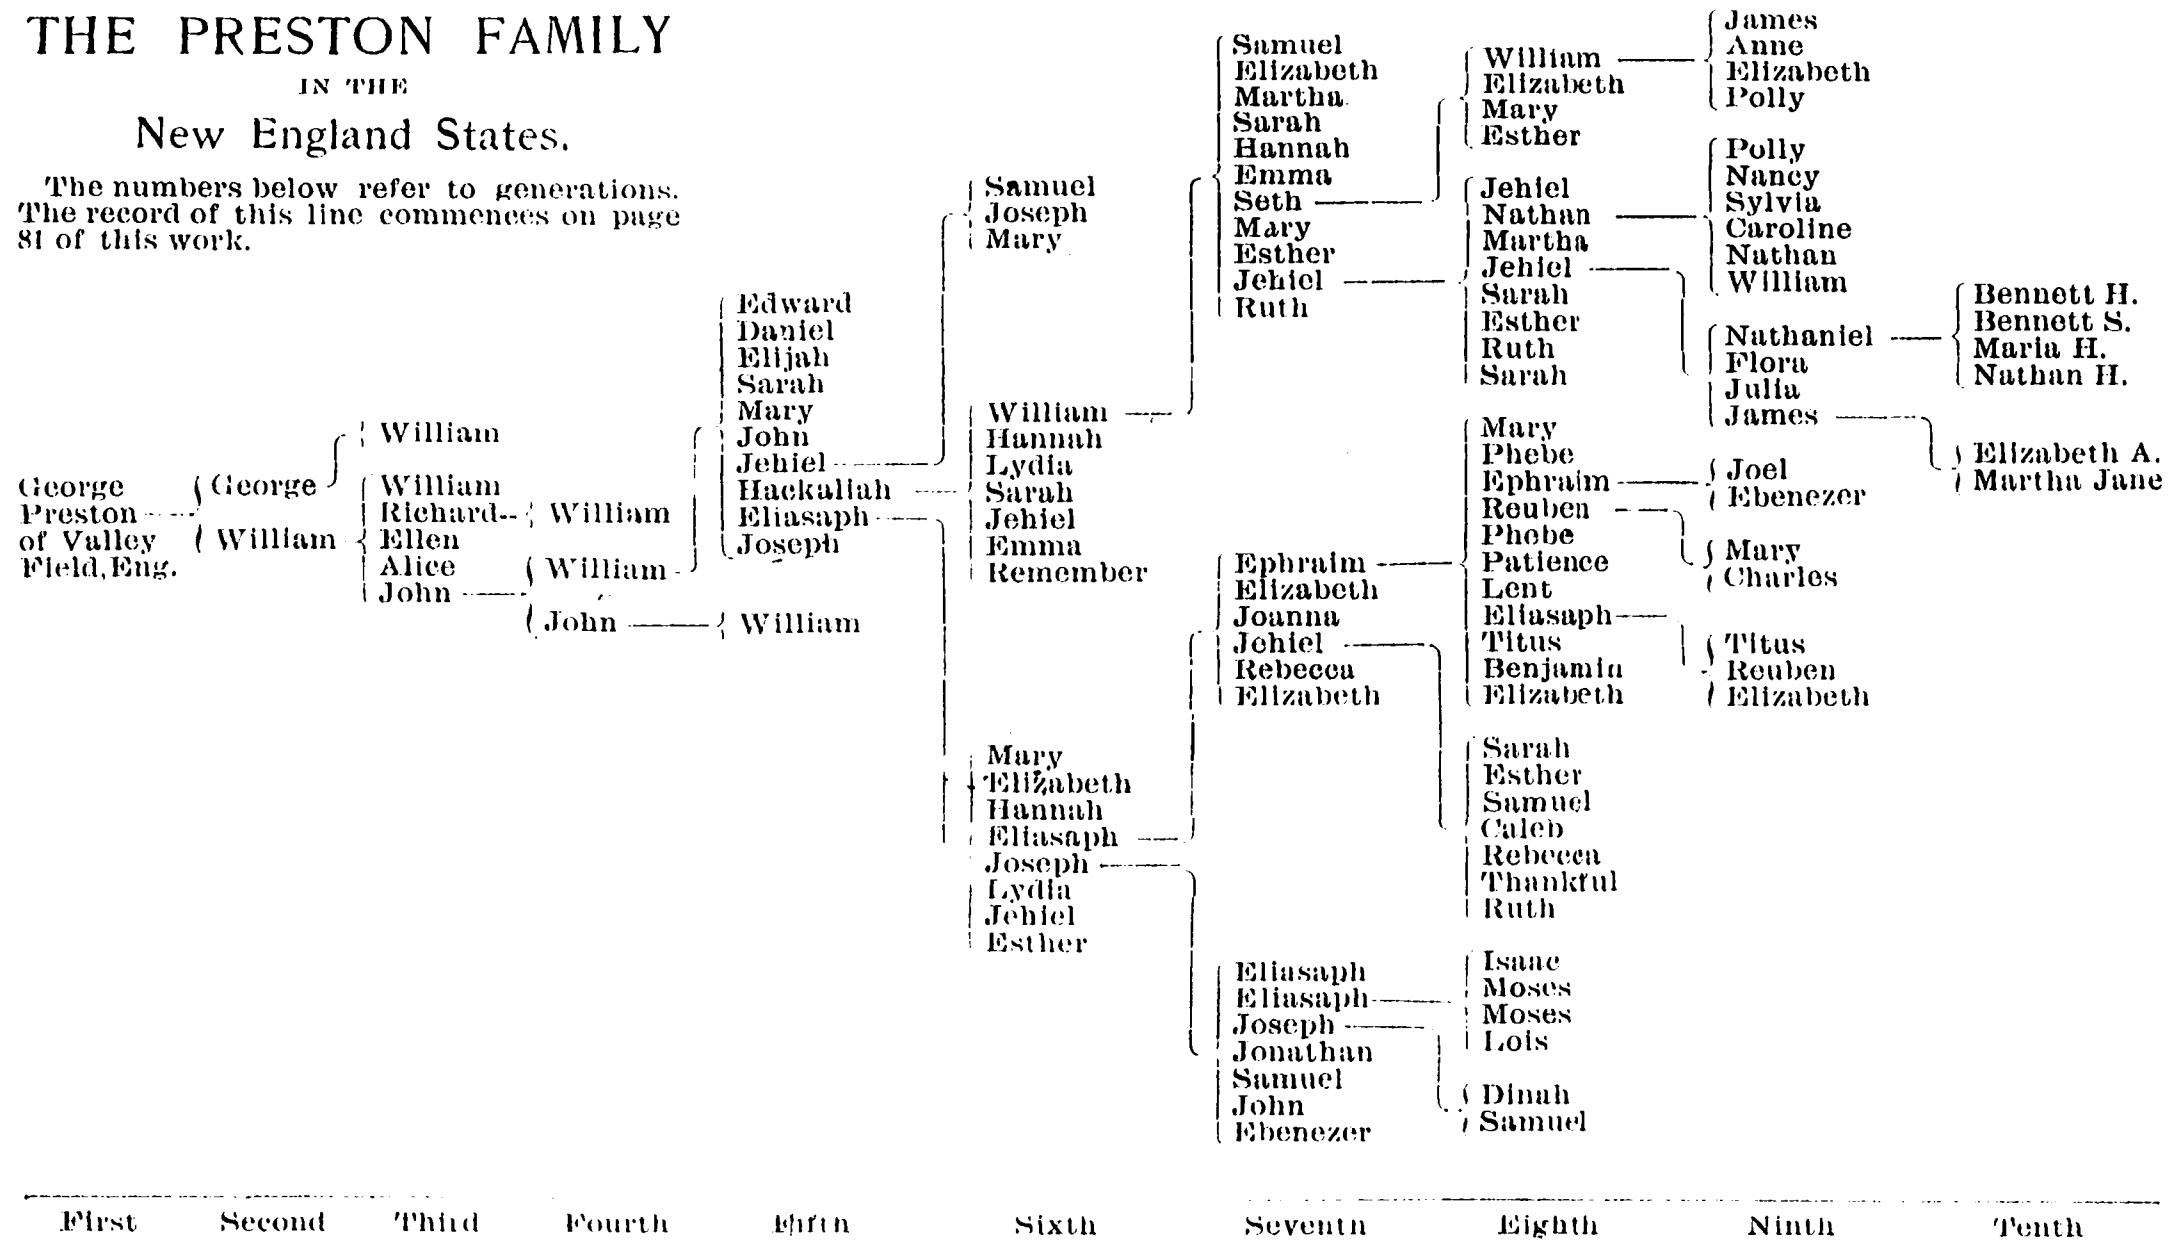 THE PRESTON FAMILY
IN THE
New England States.
The numbers below refer to generations.
The record of this line commences on page
81 of this work.
George
Preston
of Valley
Field, Eng.
George
William
William
William
Richard
Ellen
Alice
John
William
William
John
Edward
Daniel
Elijah
Sarah
Mary
John
Jehiel
Hackaliah
Eliasaph
Joseph
William
Samuel
Joseph
Mary
William
Hannah
Lydia
Sarah
Jehiel
Emma
Remember
Mary
Elizabeth
Hannah
Eliasaph
Joseph
Lydia
Jehiel
Esther
Samuel
Elizabeth
Martha
Sarah
Hannah
Emma
Seth
Mary
Esther
Jehiel
Ruth
Ephraim
Elizabeth
Joanna
Jehiel
Rebecca
Elizabeth
Eliasaph
Eliasaph
Joseph
Jonathan
Samuel
John
Ebenezer
William
Elizabeth
Mary
Esther
Jehiel
Nathan
Martha
Jehiel
Sarah
Esther
Ruth
Sarah
Mary
Phebe
Ephraim
Reuben
Phobe
Patience
Lent
Eliasaph
Titus
Benjamin
Elizabeth
Sarah
Esther
Samuel
Caleb
Rebecca
Thankful
Ruth
Isaac
Moses
Moses
Lois
Dinah
Samuel
James
Anne
Elizabeth
Polly
Polly
Nancy
Sylvia
Caroline
Nathan
William
Nathaniel
Flora
Julia
James
Joel
Ebenezer
Mary
Charles
Titus
Reuben
Elizabeth
Bennett H.
Bennett S.
Maria H.
Nathan H.
Elizabeth A.
Martha Jane
First Second Third Fourth Fifth Sixth Seventh Eighth Ninth Tenth